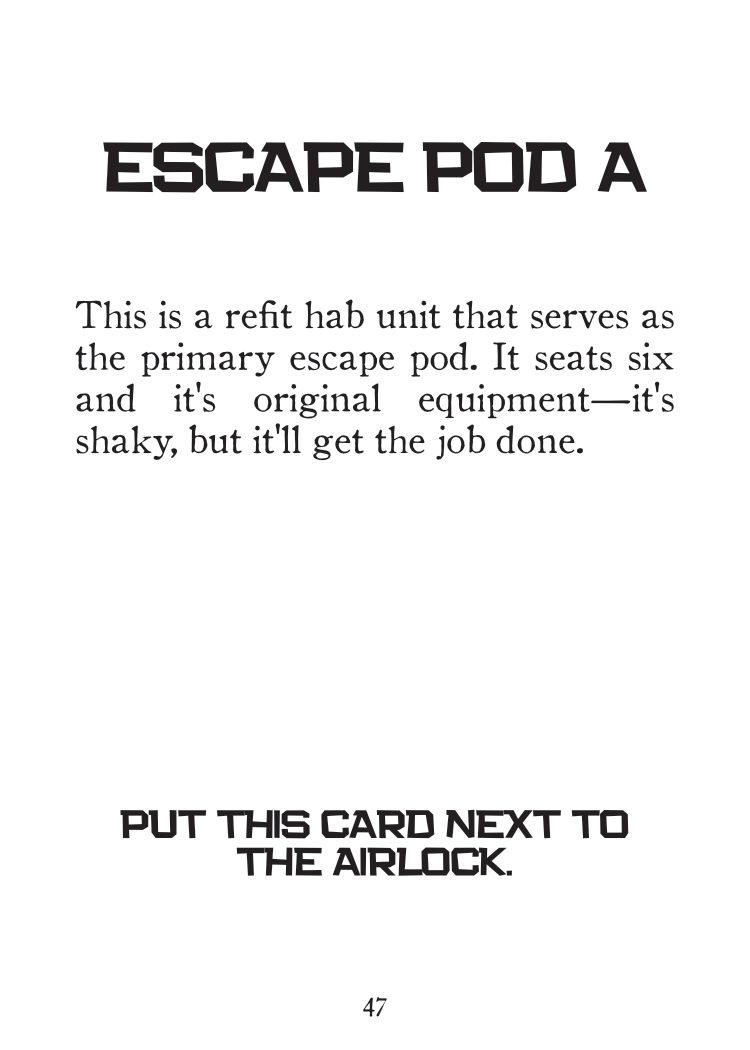 ESCAPE POD A
This is a refit hab unit that serves as
the primary escape pod. It seats six
and it's original equipment—it's
shaky, but it'll get the job done.
PUT THIS CARD NEXT TO
THE AIRLOCK.
47